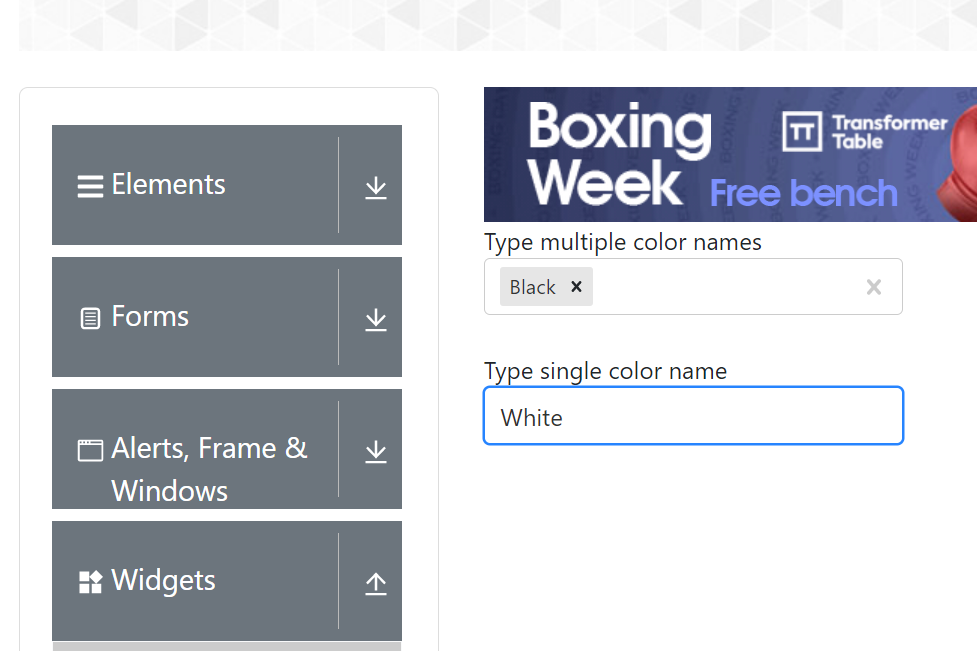 Elements
Forms
Alerts, Frame &
Windows
Widgets
Boxing
Week
Transformer
Table
Free bench
Type multiple color names
Black
Type single color name
White